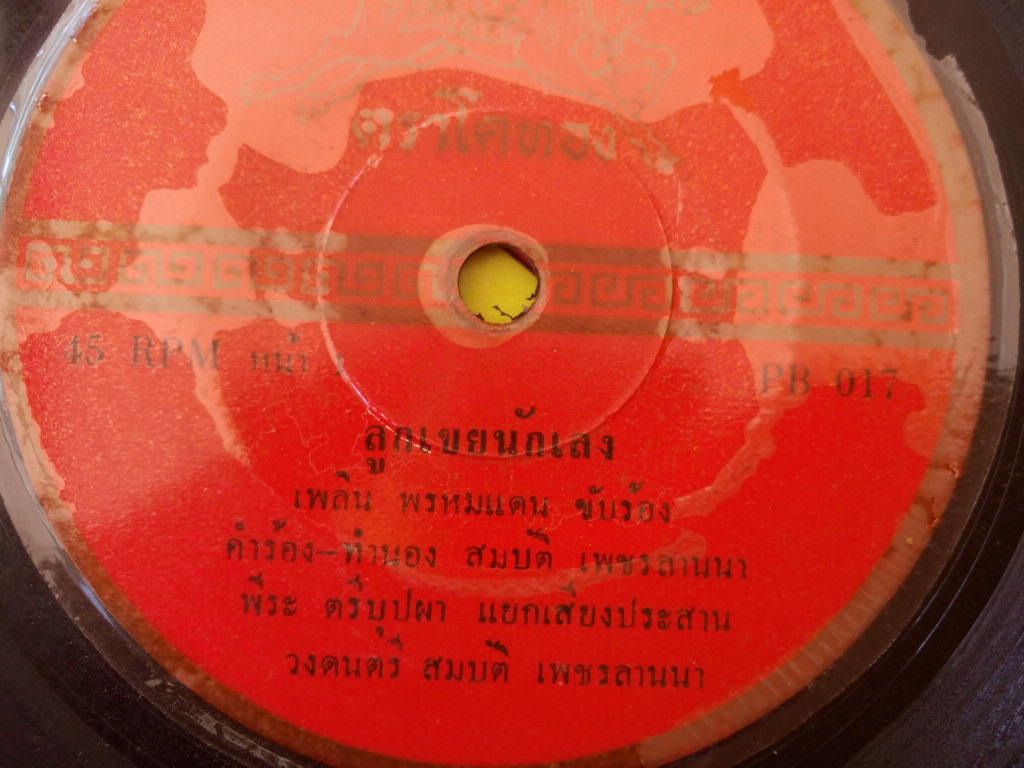 ตราโคทอง
45 RPM หน้า 1
PB 017
ลูกเขยนักเลง
เพลิน พรหมแดน ขับร้อง
คำร้อง–ทำนอง สมบัติ เพชรลานนา
พีระ ตรีบุปผา แยกเสียงประสาน
วงดนตรี สมบัติ เพชรลานนา